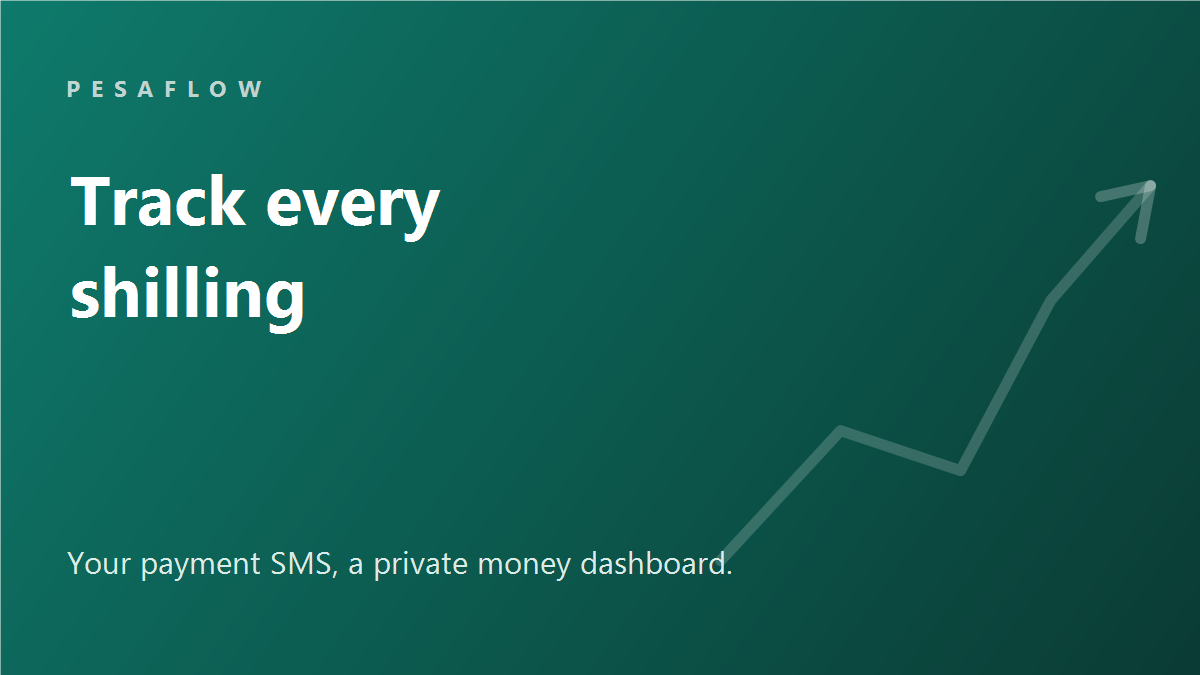 PESAFLOW
Track every
shilling
Your payment SMS, a private money dashboard.